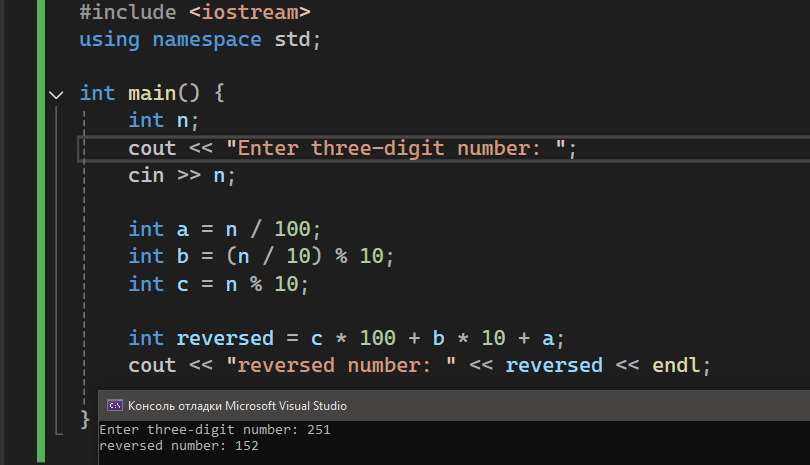 #include <iostream>
using namespace std;
int main() {
int n;
cout << "Enter three-digit number: ";
cin >> n;
int a = n / 100;
int b = (n / 10) % 10;
int c = n % 10;
int reversed = c * 100 + b * 10 + a;
cout << "reversed number: " << reversed << endl;
}
C:\ Консоль отладки Microsoft Visual Studio
Enter three-digit number: 251
reversed number: 152